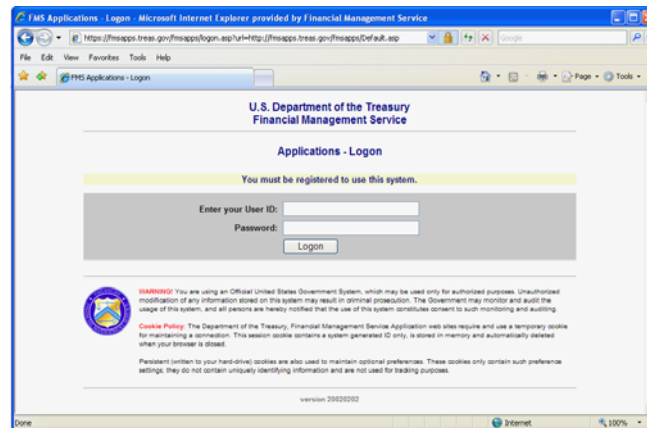 FMS Applications - Logon - Microsoft Internet Explorer provided by Financial Management Service
https://fmsapps.treas.gov/fmsapps/logon.asp?url=http://fmsapps.treas.gov/fmsapps/Default.asp
Google
File Edit View Favorites Tools Help
FMS Applications - Logon
Page Tools
U.S. Department of the Treasury
Financial Management Service
Applications - Logon
You must be registered to use this system.
Enter your User ID:
Password:
Logon
WARNING! You are using an Official United States Government System, which may be used only for authorized purposes. Unauthorized
modification of any information stored on this system may result in criminal prosecution. The Government may monitor and audit the
usage of this system, and all persons are hereby notified that the use of this system constitutes consent to such monitoring and auditing.
Cookie Policy: The Department of the Treasury, Financial Management Service Application web sites require and use a temporary cookie
for maintaining a connection. This session cookie contains a system generated ID only, is stored in memory and automatically deleted
when your browser is closed.
Persistent (written to your hard-drive) cookies are also used to maintain optional preferences. These cookies only contain such preference
settings; they do not contain uniquely identifying information and are not used for tracking purposes.
version 20020202
Done Internet 100%